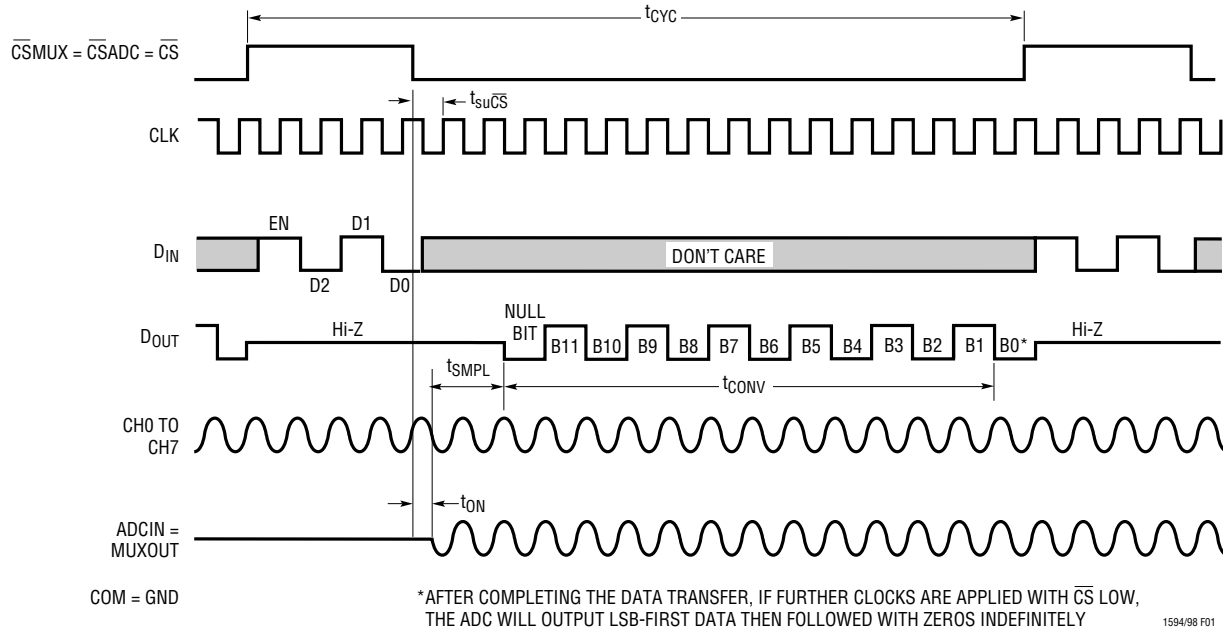 tCYC
CSMUX = CSADC = CS
tsuCS
CLK
EN
D1
DIN
DON'T CARE
D2
D0
NULL
BIT
DOUT
Hi-Z
B11
B10
B9
B8
B7
B6
B5
B4
B3
B2
B1
B0*
Hi-Z
tSMPL
tCONV
CH0 TO
CH7
tON
ADCIN =
MUXOUT
COM = GND
*AFTER COMPLETING THE DATA TRANSFER, IF FURTHER CLOCKS ARE APPLIED WITH CS LOW,
THE ADC WILL OUTPUT LSB-FIRST DATA THEN FOLLOWED WITH ZEROS INDEFINITELY
1594/98 F01